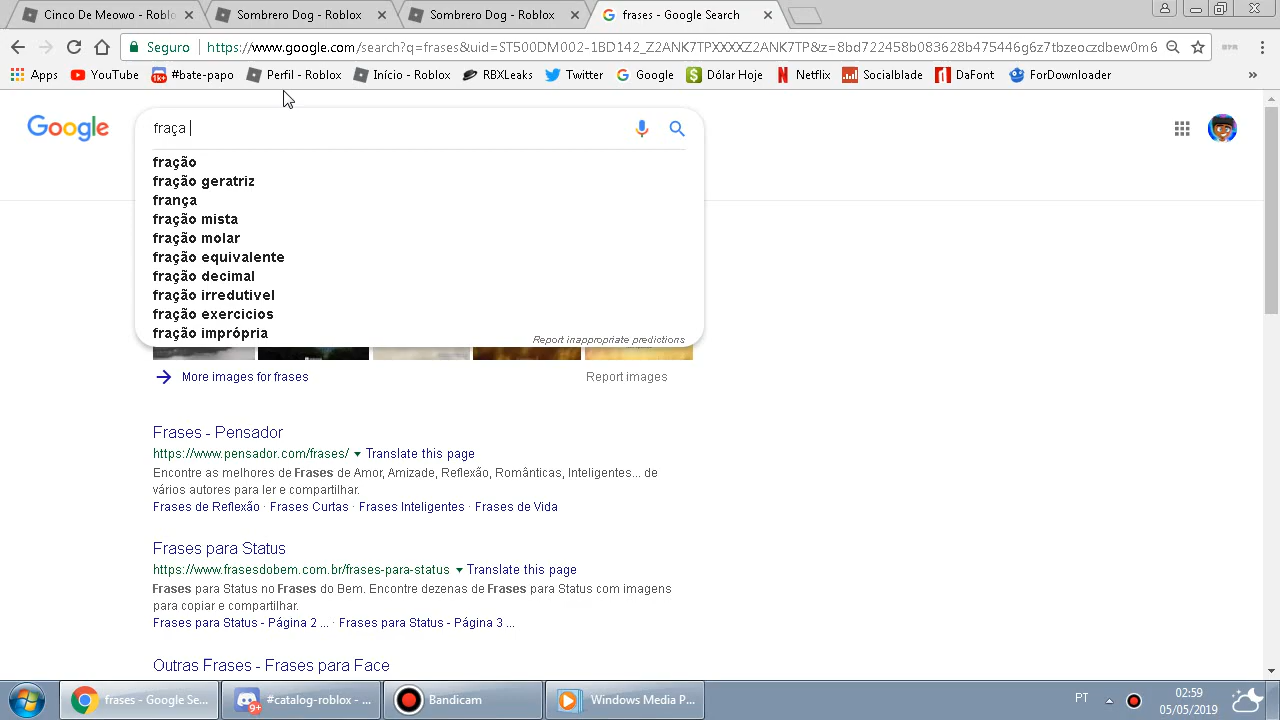 Cinco De Meowo - Roblox
Sombrero Dog - Roblox
Sombrero Dog - Roblox
frases - Google Search
Seguro
https://www.google.com/search?q=frases&uid=ST500DM002-1BD142_Z2ANK7TPXXXXZ2ANK7TP&z=8bd722458b083628b475446g6z7tbzeoczdbew0m6
Apps
YouTube
1K+
#bate-papo
Perfil - Roblox
Início - Roblox
RBXLeaks
Twitter
Google
Dólar Hoje
Netflix
Socialblade
DaFont
ForDownloader
Google
fraça
fração
fração geratriz
frança
fração mista
fração molar
fração equivalente
fração decimal
fração irredutivel
fração exercicios
fração imprópria
Report inappropriate predictions
More images for frases
Report images
Frases - Pensador
https://www.pensador.com/frases/ Translate this page
Encontre as melhores de Frases de Amor, Amizade, Reflexão, Românticas, Inteligentes... de
vários autores para ler e compartilhar.
Frases de Reflexão · Frases Curtas · Frases Inteligentes · Frases de Vida
Frases para Status
https://www.frasesdobem.com.br/frases-para-status Translate this page
Frases para Status no Frases do Bem. Encontre dezenas de Frases para Status com imagens
para copiar e compartilhar.
Frases para Status - Página 2 ... · Frases para Status - Página 3 ...
Outras Frases - Frases para Face
frases - Google Se...
9+
#catalog-roblox - ...
Bandicam
Windows Media P...
PT
02:59
05/05/2019